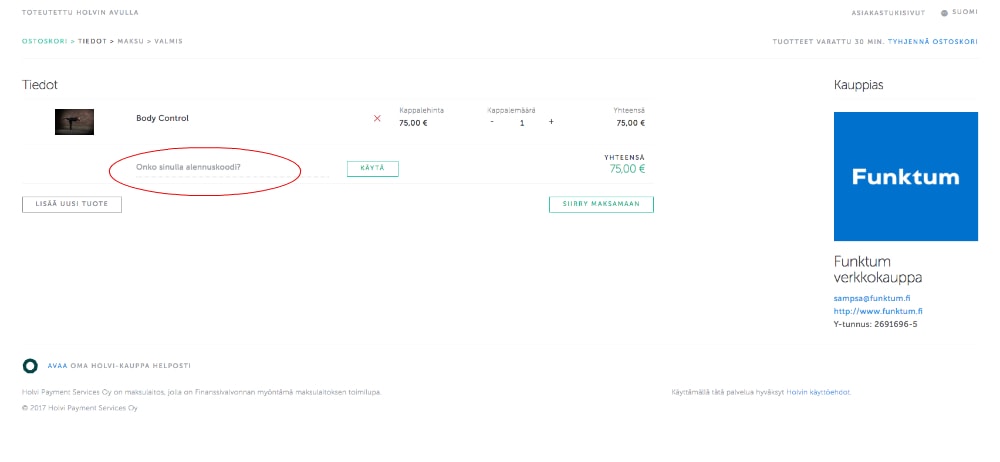 TOTEUTETTU HOLVIN AVULLA
ASIAKASTUKISIVUT SUOMI
OSTOSKORI > TIEDOT > MAKSU > VALMIS
TUOTTEET VARATTU 30 MIN. TYHJENNÄ OSTOSKORI
Tiedot
Kauppias
Body Control
Kappalehinta
75,00 €
Kappalemäärä
- 1 +
Yhteensä
75,00 €
Onko sinulla alennuskoodi?
KÄYTÄ
YHTEENSÄ
75,00 €
LISÄÄ UUSI TUOTE
SIIRRY MAKSAMAAN
Funktum
Funktum
verkkokauppa
sampsa@funktum.fi
http://www.funktum.fi
Y-tunnus: 2691696-5
AVAA OMA HOLVI-KAUPPA HELPOSTI
Holvi Payment Services Oy on maksulaitos, jolla on Finanssivalvonnan myöntämä maksulaitoksen toimilupa.
Käyttämällä tätä palvelua hyväksyt Holvin käyttöehdot.
© 2017 Holvi Payment Services Oy